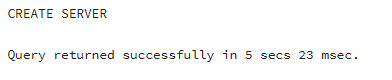 CREATE SERVER
Query returned successfully in 5 secs 23 msec.